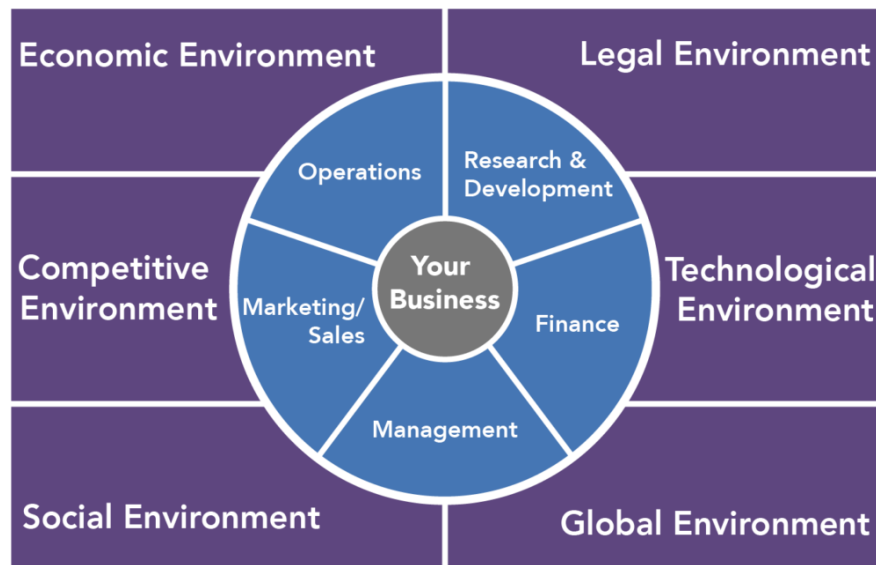 Economic Environment
Legal Environment
Operations
Research &
Development
Competitive
Environment
Your
Business
Technological
Environment
Marketing/
Sales
Finance
Management
Social Environment
Global Environment